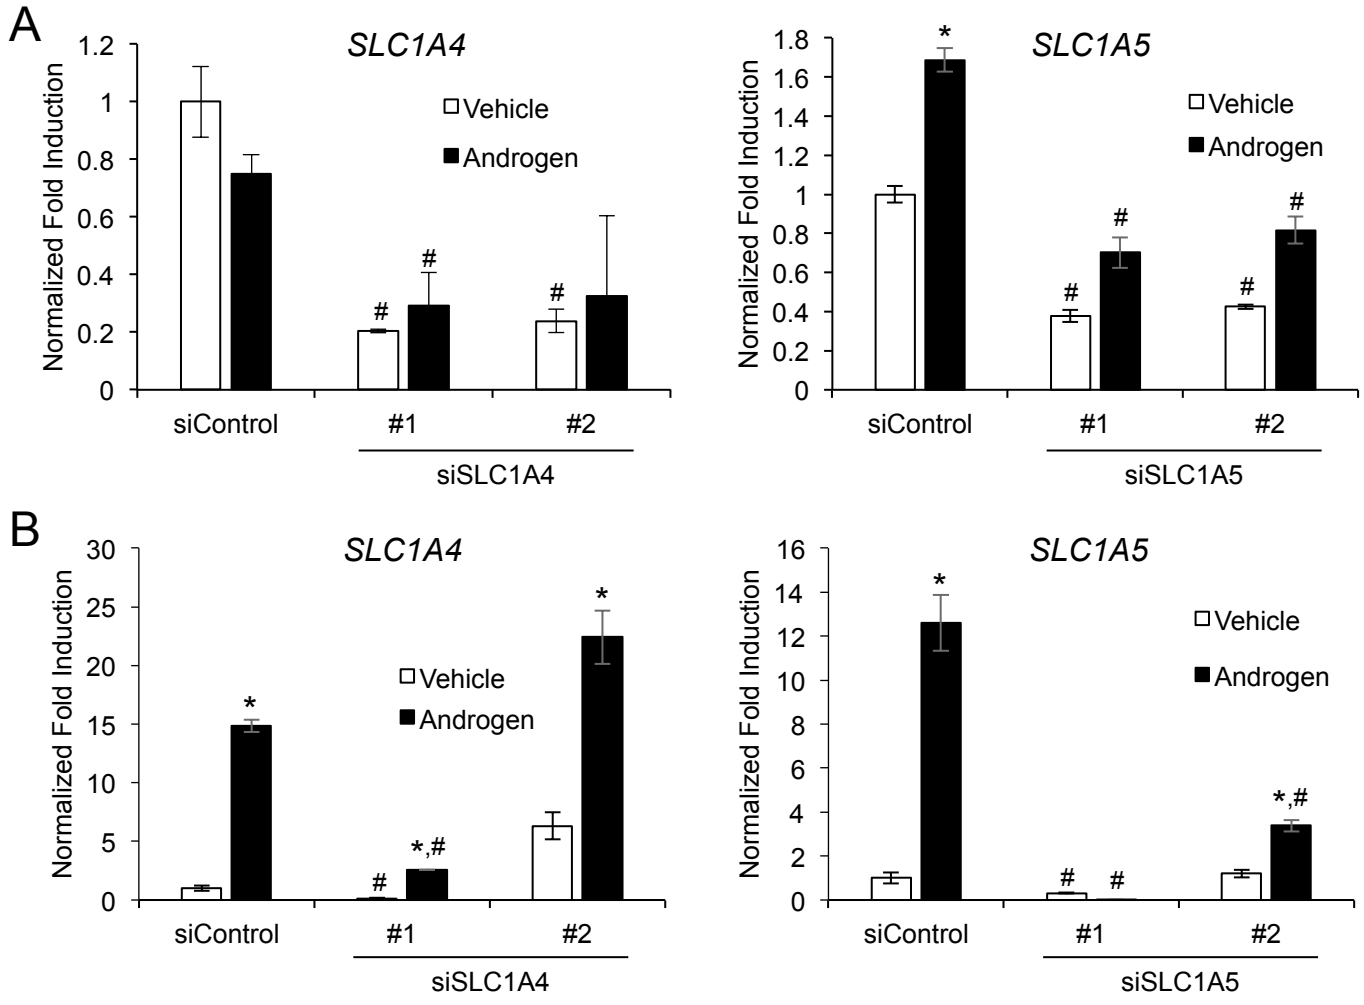 A
SLC1A4
Normalized Fold Induction
1.2
1
0.8
0.6
0.4
0.2
0
Vehicle
Androgen
#
#
#
siControl
#1
#2
siSLC1A4
SLC1A5
Normalized Fold Induction
1.8
1.6
1.4
1.2
1
0.8
0.6
0.4
0.2
0
Vehicle
Androgen
*
#
#
#
#
siControl
#1
#2
siSLC1A5
B
SLC1A4
Normalized Fold Induction
30
25
20
15
10
5
0
Vehicle
Androgen
*
#
*,#
*
siControl
#1
#2
siSLC1A4
SLC1A5
Normalized Fold Induction
16
14
12
10
8
6
4
2
0
Vehicle
Androgen
*
#
#
*,#
siControl
#1
#2
siSLC1A5